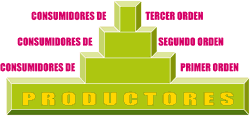 CONSUMIDORES DE TERCER ORDEN
CONSUMIDORES DE SEGUNDO ORDEN
CONSUMIDORES DE PRIMER ORDEN
PRODUCTORES